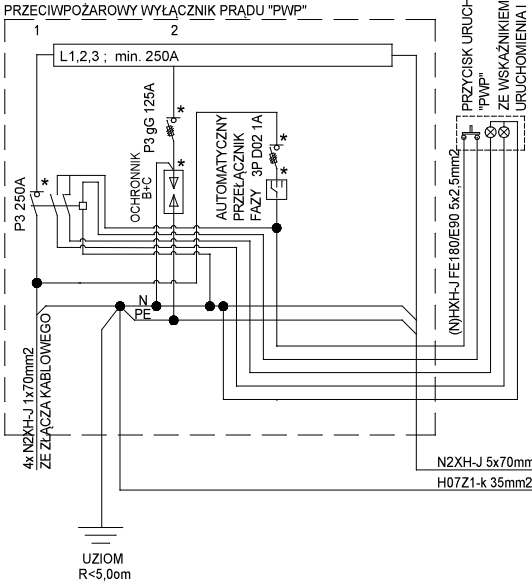 PRZECIWPOŻAROWY WYŁĄCZNIK PRĄDU "PWP"
1
2
L1,2,3 ; min. 250A
P3 gG 125A
*
OCHRONNIK
B+C
*
AUTOMATYCZNY
PRZEŁĄCZNIK
FAZY 3P D02 1A
*
*
P3 250A
*
PRZYCISK URUCH
"PWP"
ZE WSKAŹNIKIEM
URUCHOMIENIA I
(N)HXH-J FE180/E90 5x2,5mm2
N
PE
4x N2XH-J 1x70mm2
ZE ZŁĄCZA KABLOWEGO
N2XH-J 5x70mm
H07Z1-k 35mm2
UZIOM
R<5,0om